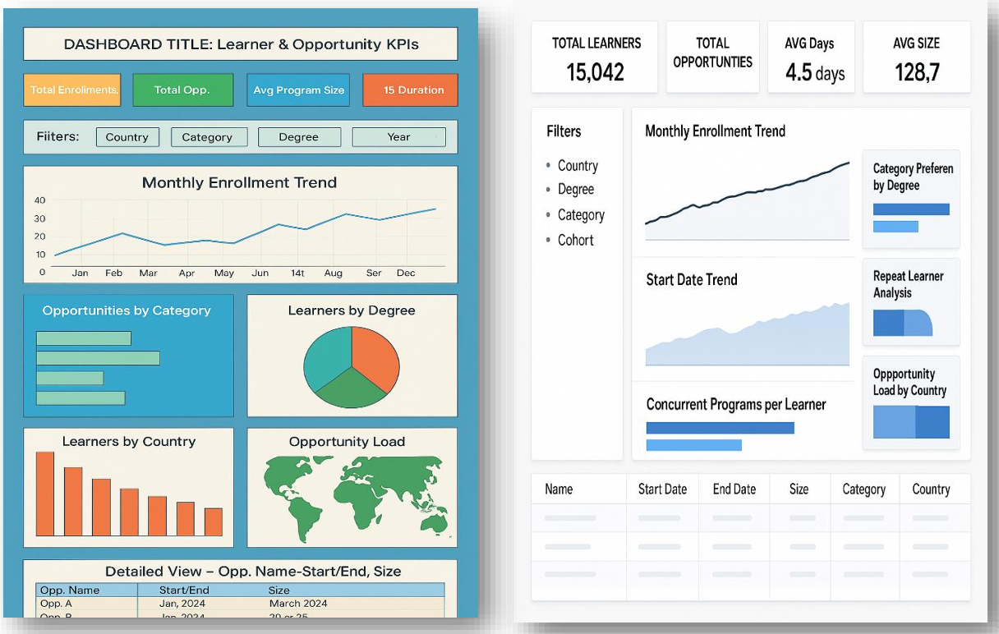 DASHBOARD TITLE: Learner & Opportunity KPIs
Total Enrollments.
Total Opp.
Avg Program Size
15 Duration
Fiiters:
Country
Category
Degree
Year
Monthly Enrollment Trend
40
30
20
10
0
Jan Feb Mar Apr May Jun 14t Aug Ser Dec
Opportunities by Category
Learners by Degree
Learners by Country
Opportunity Load
Detailed View – Opp. Name-Start/End, Size
Opp. Name Start/End Size
Opp. A Jan, 2024 March 2024
TOTAL LEARNERS
15,042
TOTAL
OPPORTUNTIES
AVG Days
4.5 days
AVG SIZE
128,7
Filters
• Country
• Degree
• Category
• Cohort
Monthly Enrollment Trend
Start Date Trend
Concurrent Programs per Learner
Category Preferen
by Degree
Repeat Learner
Analysis
Oppportunity
Load by Country
Name Start Date End Date Size Category Country